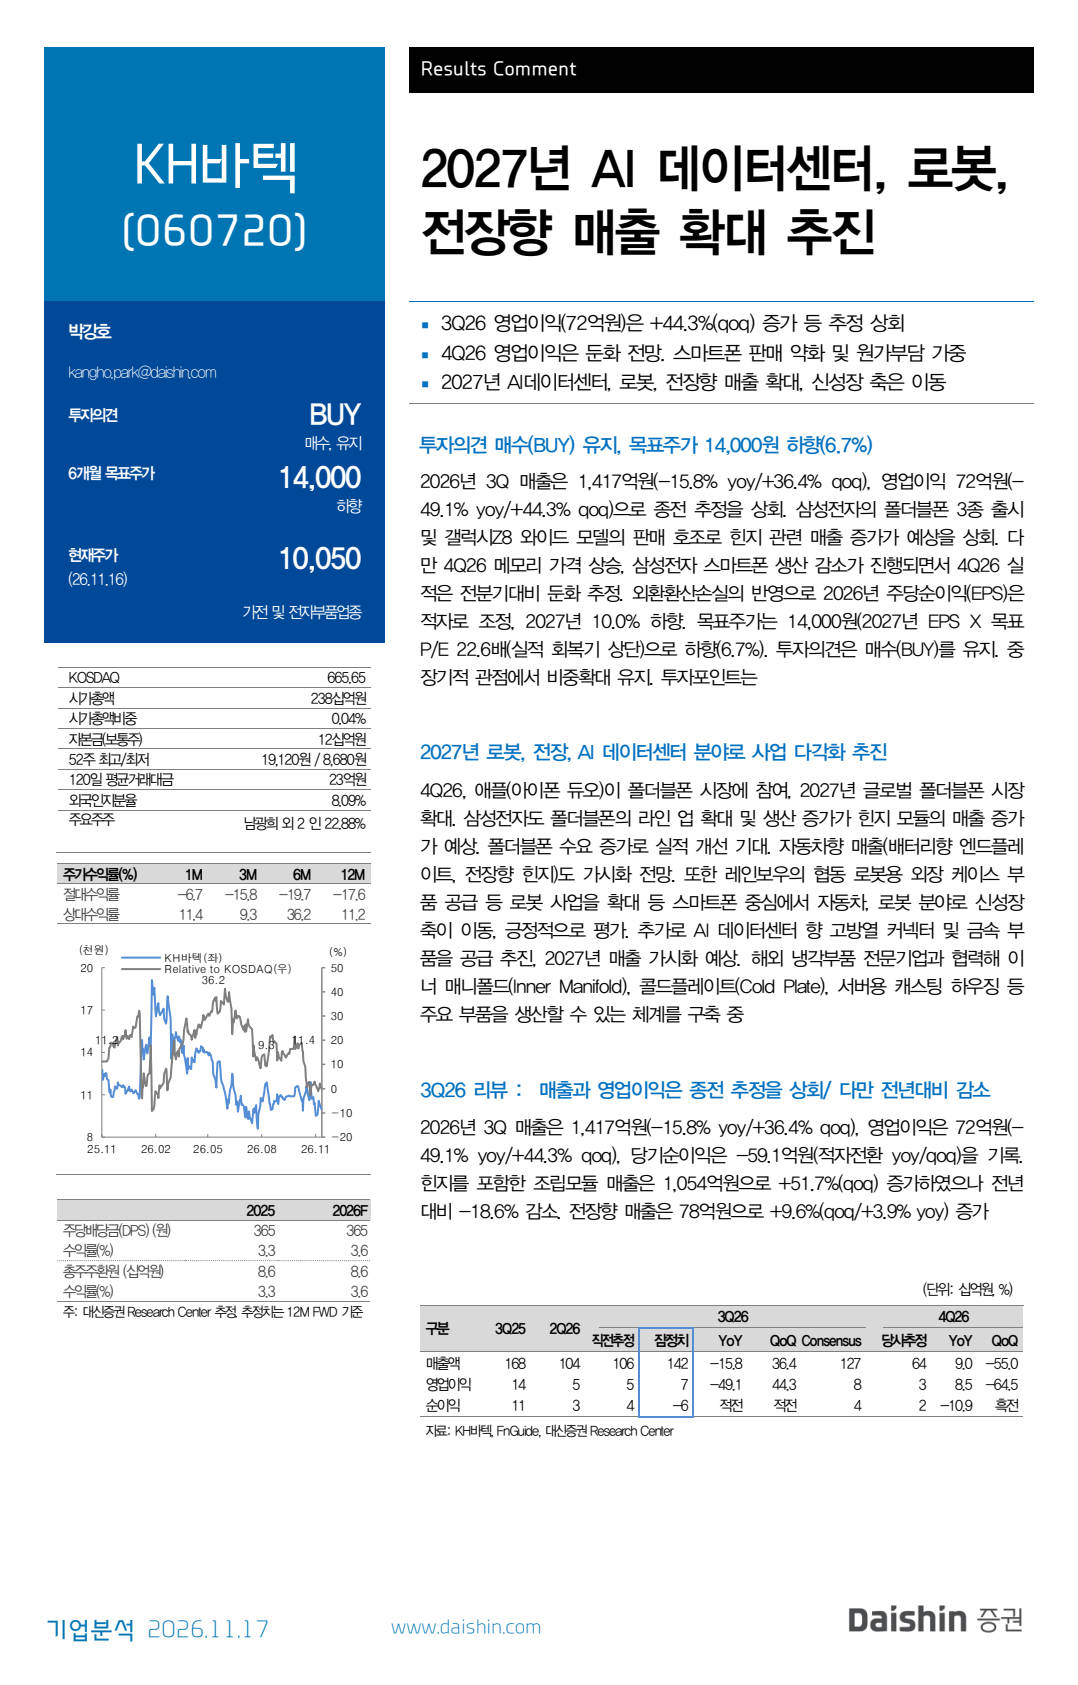 KH바텍
(060720)
박강호
kangho.park@daishin.com
투자의견 BUY
매수, 유지
6개월 목표주가 14,000
하향
현재주가 10,050
(26.11.16)
가전 및 전자부품업종
KOSDAQ 665.65
시가총액 238십억원
시가총액비중 0.04%
자본금(보통주) 12십억원
52주 최고/최저 19,120원 / 8,680원
120일 평균거래대금 23억원
외국인지분율 8.09%
주요주주 남광희 외 2 인 22.88%
주가수익률(%) 1M 3M 6M 12M
절대수익률 -6.7 -15.8 -19.7 -17.6
상대수익률 11.4 9.3 36.2 11.2
(천원) (%)
KH바텍(좌)
Relative to KOSDAQ(우)
20 17 14 11 8
50 40 30 20 10 0 -10 -20
11.2 36.2 9.3 11.4
25.11 26.02 26.05 26.08 26.11
2025 2026F
주당배당금(DPS) (원) 365 365
수익률(%) 3.3 3.6
총주주환원 (십억원) 8.6 8.6
수익률(%) 3.3 3.6
주: 대신증권 Research Center 추정, 추정치는 12M FWD 기준
Results Comment
2027년 AI 데이터센터, 로봇,
전장향 매출 확대 추진
▪ 3Q26 영업이익(72억원)은 +44.3%(qoq) 증가 등 추정 상회
▪ 4Q26 영업이익은 둔화 전망. 스마트폰 판매 약화 및 원가부담 가중
▪ 2027년 AI데이터센터, 로봇, 전장향 매출 확대, 신성장 축은 이동
투자의견 매수(BUY) 유지, 목표주가 14,000원 하향(6.7%)
2026년 3Q 매출은 1,417억원(-15.8% yoy/+36.4% qoq), 영업이익 72억원(-
49.1% yoy/+44.3% qoq)으로 종전 추정을 상회. 삼성전자의 폴더블폰 3종 출시
및 갤럭시Z8 와이드 모델의 판매 호조로 힌지 관련 매출 증가가 예상을 상회. 다
만 4Q26 메모리 가격 상승, 삼성전자 스마트폰 생산 감소가 진행되면서 4Q26 실
적은 전분기대비 둔화 추정. 외환환산손실의 반영으로 2026년 주당순이익(EPS)은
적자로 조정, 2027년 10.0% 하향. 목표주가는 14,000원(2027년 EPS X 목표
P/E 22.6배(실적 회복기 상단)으로 하향(6.7%). 투자의견은 매수(BUY)를 유지. 중
장기적 관점에서 비중확대 유지. 투자포인트는
2027년 로봇, 전장, AI 데이터센터 분야로 사업 다각화 추진
4Q26, 애플(아이폰 듀오)이 폴더블폰 시장에 참여, 2027년 글로벌 폴더블폰 시장
확대. 삼성전자도 폴더블폰의 라인 업 확대 및 생산 증가가 힌지 모듈의 매출 증가
가 예상. 폴더블폰 수요 증가로 실적 개선 기대. 자동차향 매출(배터리향 엔드플레
이트, 전장향 힌지)도 가시화 전망. 또한 레인보우의 협동 로봇용 외장 케이스 부
품 공급 등 로봇 사업을 확대 등 스마트폰 중심에서 자동차, 로봇 분야로 신성장
축이 이동, 긍정적으로 평가. 추가로 AI 데이터센터 향 고방열 커넥터 및 금속 부
품을 공급 추진, 2027년 매출 가시화 예상. 해외 냉각부품 전문기업과 협력해 이
너 매니폴드(Inner Manifold), 콜드플레이트(Cold Plate), 서버용 캐스팅 하우징 등
주요 부품을 생산할 수 있는 체계를 구축 중
3Q26 리뷰 : 매출과 영업이익은 종전 추정을 상회/ 다만 전년대비 감소
2026년 3Q 매출은 1,417억원(-15.8% yoy/+36.4% qoq), 영업이익은 72억원(-
49.1% yoy/+44.3% qoq), 당기순이익은 -59.1억원(적자전환 yoy/qoq)을 기록.
힌지를 포함한 조립모듈 매출은 1,054억원으로 +51.7%(qoq) 증가하였으나 전년
대비 -18.6% 감소. 전장향 매출은 78억원으로 +9.6%(qoq/+3.9% yoy) 증가
(단위: 십억원, %)
구분 3Q25 2Q26 3Q26 4Q26
직전추정 잠정치 YoY QoQ Consensus 당사추정 YoY QoQ
매출액 168 104 106 142 -15.8 36.4 127 64 9.0 -55.0
영업이익 14 5 5 7 -49.1 44.3 8 3 8.5 -64.5
순이익 11 3 4 -6 적전 적전 4 2 -10.9 흑전
자료: KH바텍, FnGuide, 대신증권 Research Center
기업분석 2026.11.17
www.daishin.com
Daishin 증권